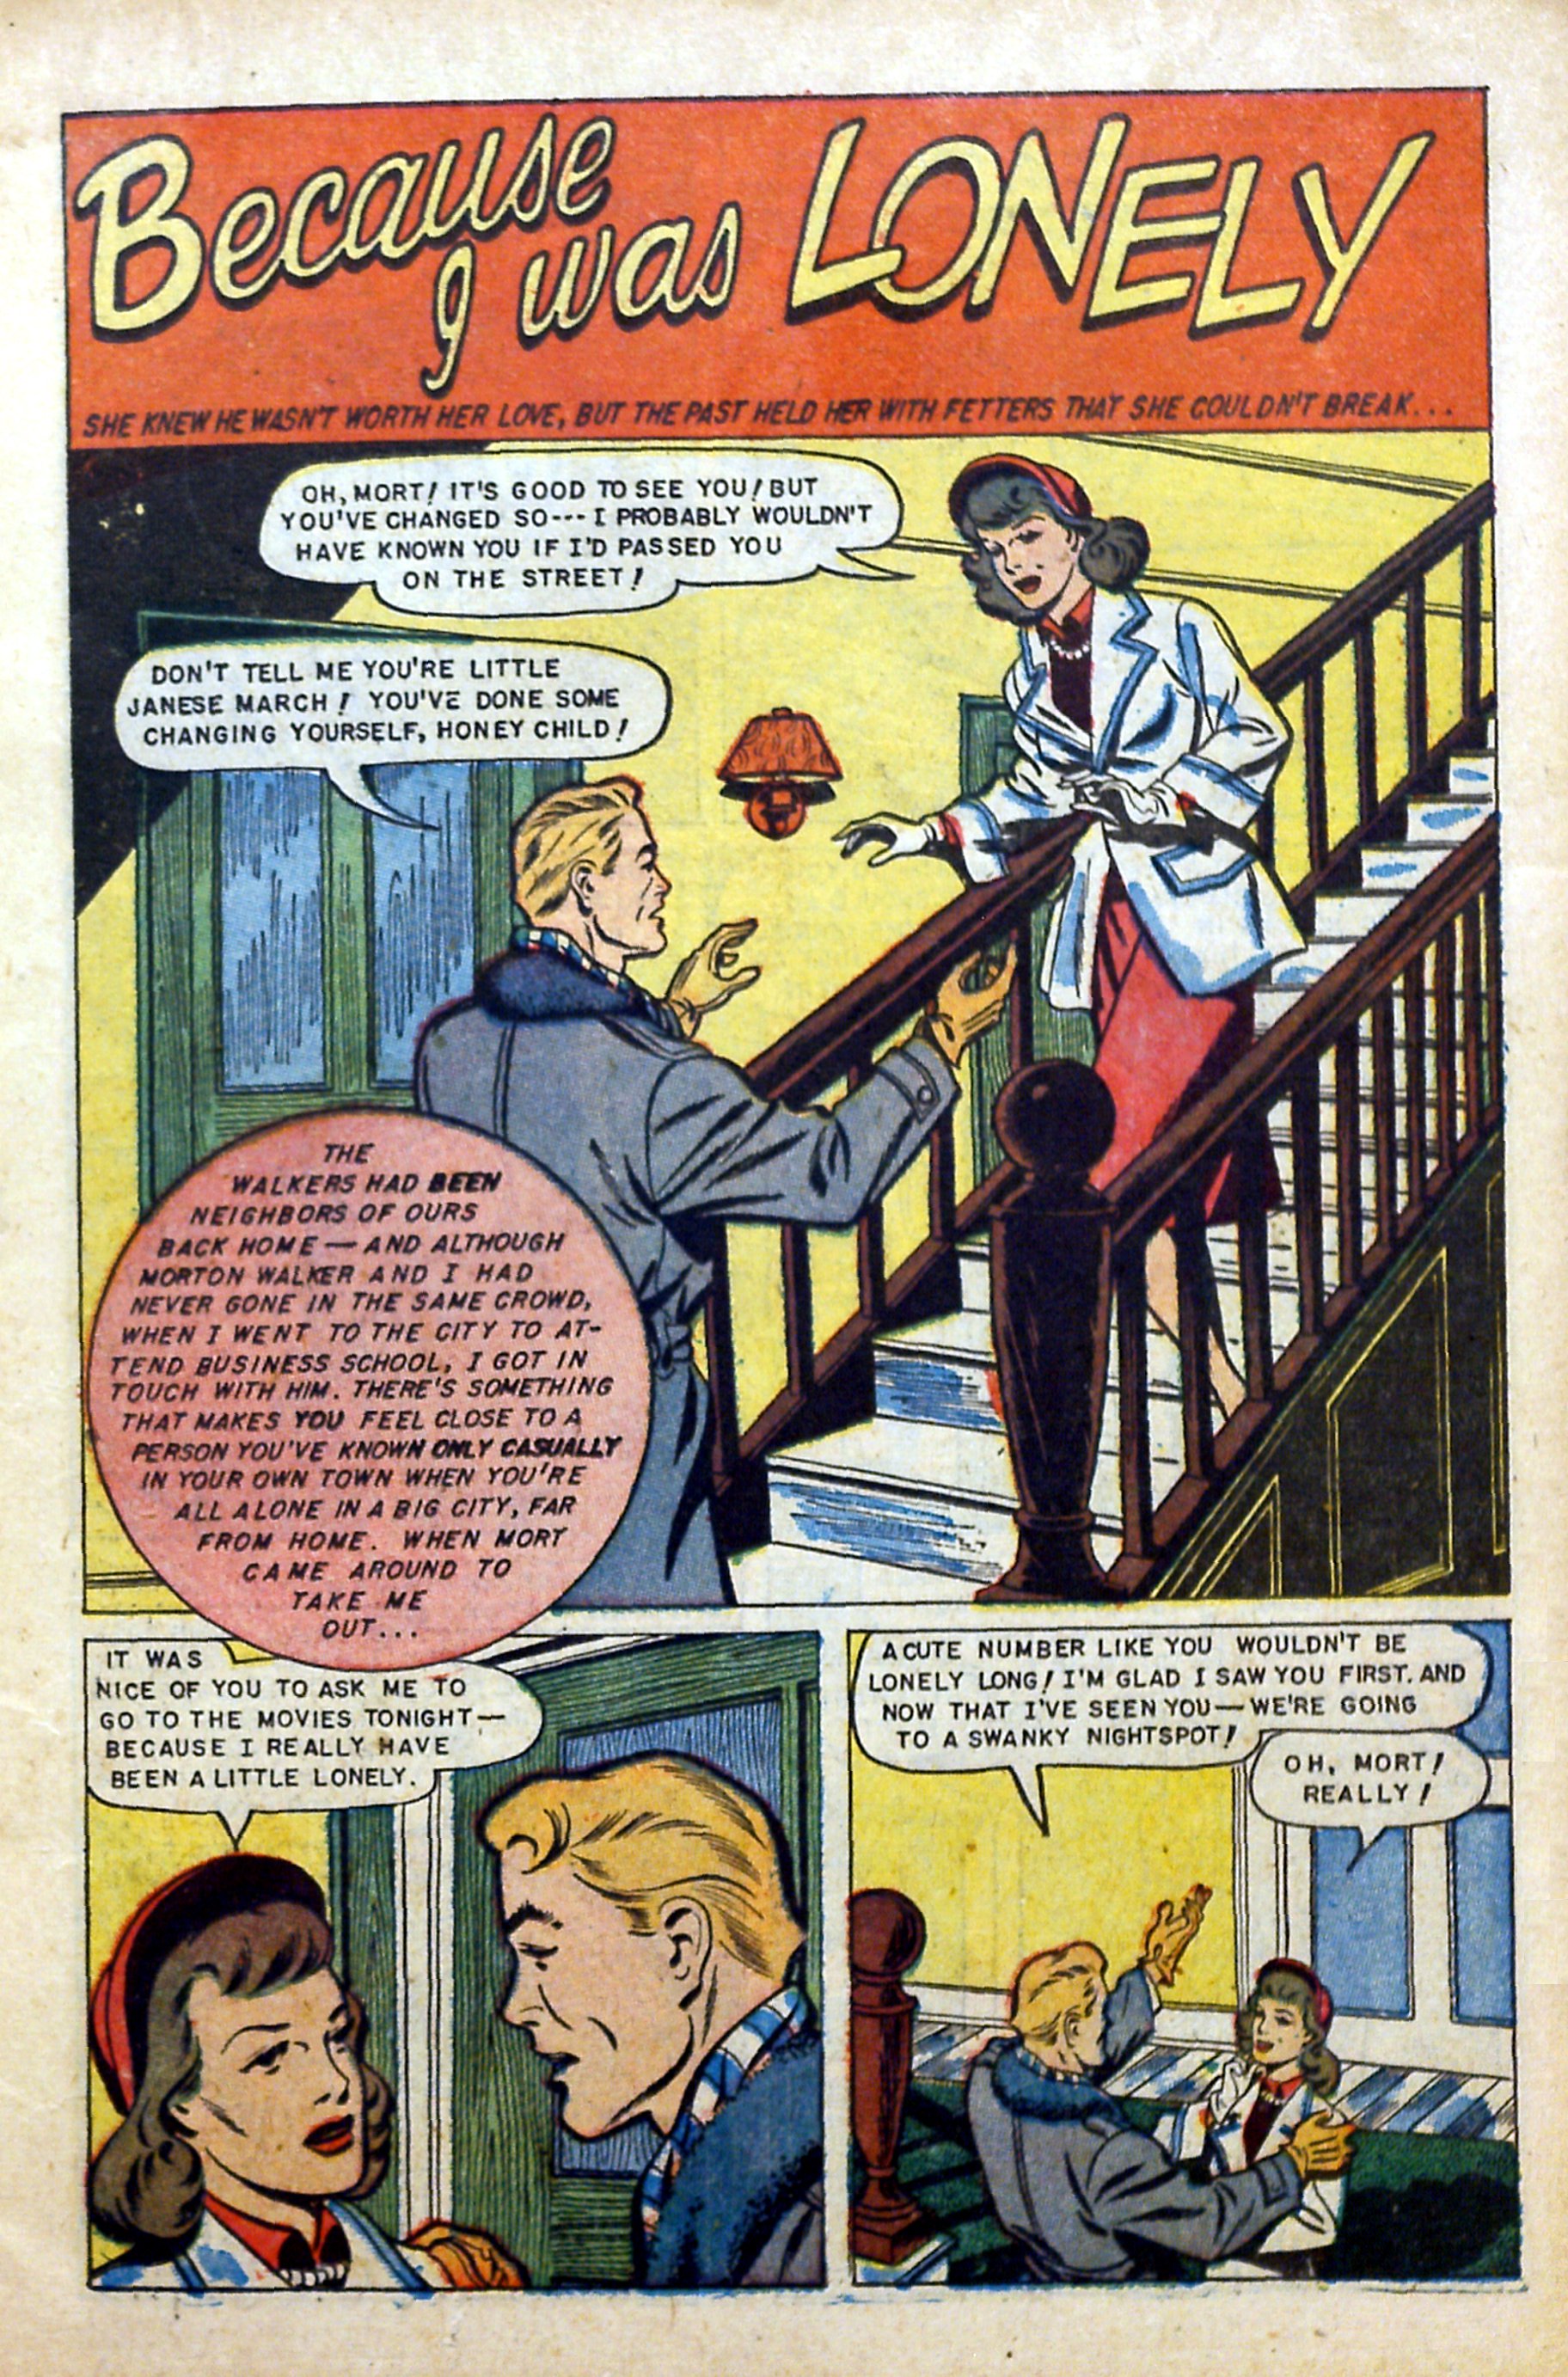 Because
I was LONELY
SHE KNEW HE WASN'T WORTH HER LOVE, BUT THE PAST HELD HER WITH FETTERS THAT SHE COULDN'T BREAK...
OH, MORT! IT'S GOOD TO SEE YOU! BUT
YOU'VE CHANGED SO--- I PROBABLY WOULDN'T
HAVE KNOWN YOU IF I'D PASSED YOU
ON THE STREET!
DON'T TELL ME YOU'RE LITTLE
JANESE MARCH! YOU'VE DONE SOME
CHANGING YOURSELF, HONEY CHILD!
THE
WALKERS HAD BEEN
NEIGHBORS OF OURS
BACK HOME — AND ALTHOUGH
MORTON WALKER AND I HAD
NEVER GONE IN THE SAME CROWD,
WHEN I WENT TO THE CITY TO AT-
TEND BUSINESS SCHOOL, I GOT IN
TOUCH WITH HIM. THERE'S SOMETHING
THAT MAKES YOU FEEL CLOSE TO A
PERSON YOU'VE KNOWN ONLY CASUALLY
IN YOUR OWN TOWN WHEN YOU'RE
ALL ALONE IN A BIG CITY, FAR
FROM HOME. WHEN MORT
CAME AROUND TO
TAKE ME
OUT...
IT WAS
NICE OF YOU TO ASK ME TO
GO TO THE MOVIES TONIGHT—
BECAUSE I REALLY HAVE
BEEN A LITTLE LONELY.
A CUTE NUMBER LIKE YOU WOULDN'T BE
LONELY LONG! I'M GLAD I SAW YOU FIRST. AND
NOW THAT I'VE SEEN YOU—WE'RE GOING
TO A SWANKY NIGHTSPOT!
OH, MORT!
REALLY!